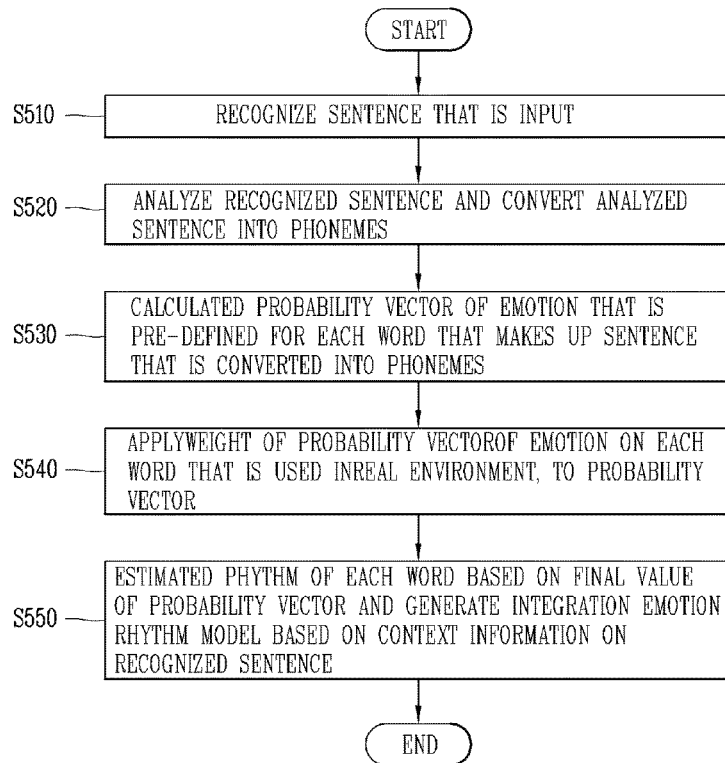 START
S510
RECOGNIZE SENTENCE THAT IS INPUT
S520
ANALYZE RECOGNIZED SENTENCE AND CONVERT ANALYZED
SENTENCE INTO PHONEMES
S530
CALCULATED PROBABILITY VECTOR OF EMOTION THAT IS
PRE-DEFINED FOR EACH WORD THAT MAKES UP SENTENCE
THAT IS CONVERTED INTO PHONEMES
S540
APPLYWEIGHT OF PROBABILITY VECTOROF EMOTION ON EACH
WORD THAT IS USED INREAL ENVIRONMENT, TO PROBABILITY
VECTOR
S550
ESTIMATED PHYTHM OF EACH WORD BASED ON FINAL VALUE
OF PROBABILITY VECTOR AND GENERATE INTEGRATION EMOTION
RHYTHM MODEL BASED ON CONTEXT INFORMATION ON
RECOGNIZED SENTENCE
END